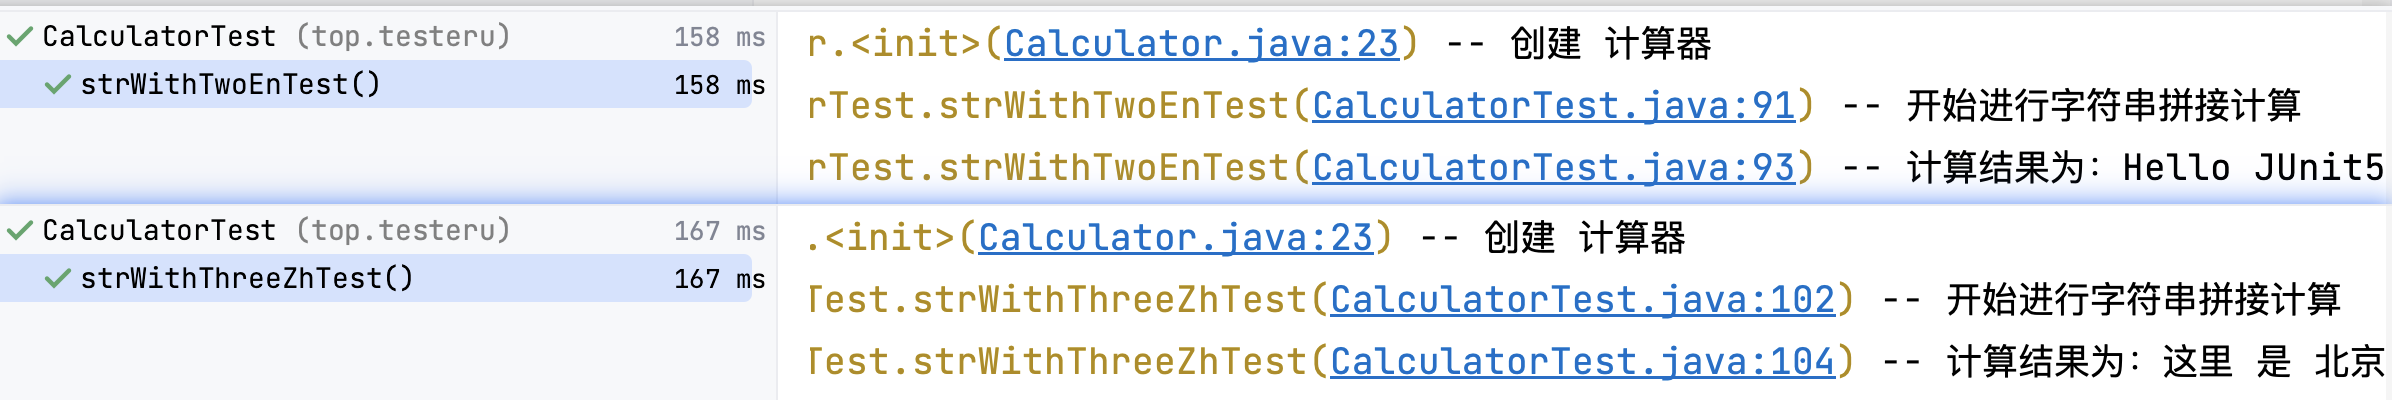 CalculatorTest (top.testeru) 158 ms
strWithTwoEnTest() 158 ms
r.<init>(Calculator.java:23) -- 创建 计算器
rTest.strWithTwoEnTest(CalculatorTest.java:91) -- 开始进行字符串拼接计算
rTest.strWithTwoEnTest(CalculatorTest.java:93) -- 计算结果为：Hello JUnit5
CalculatorTest (top.testeru) 167 ms
strWithThreeZhTest() 167 ms
.<init>(Calculator.java:23) -- 创建 计算器
Test.strWithThreeZhTest(CalculatorTest.java:102) -- 开始进行字符串拼接计算
Test.strWithThreeZhTest(CalculatorTest.java:104) -- 计算结果为：这里 是 北京